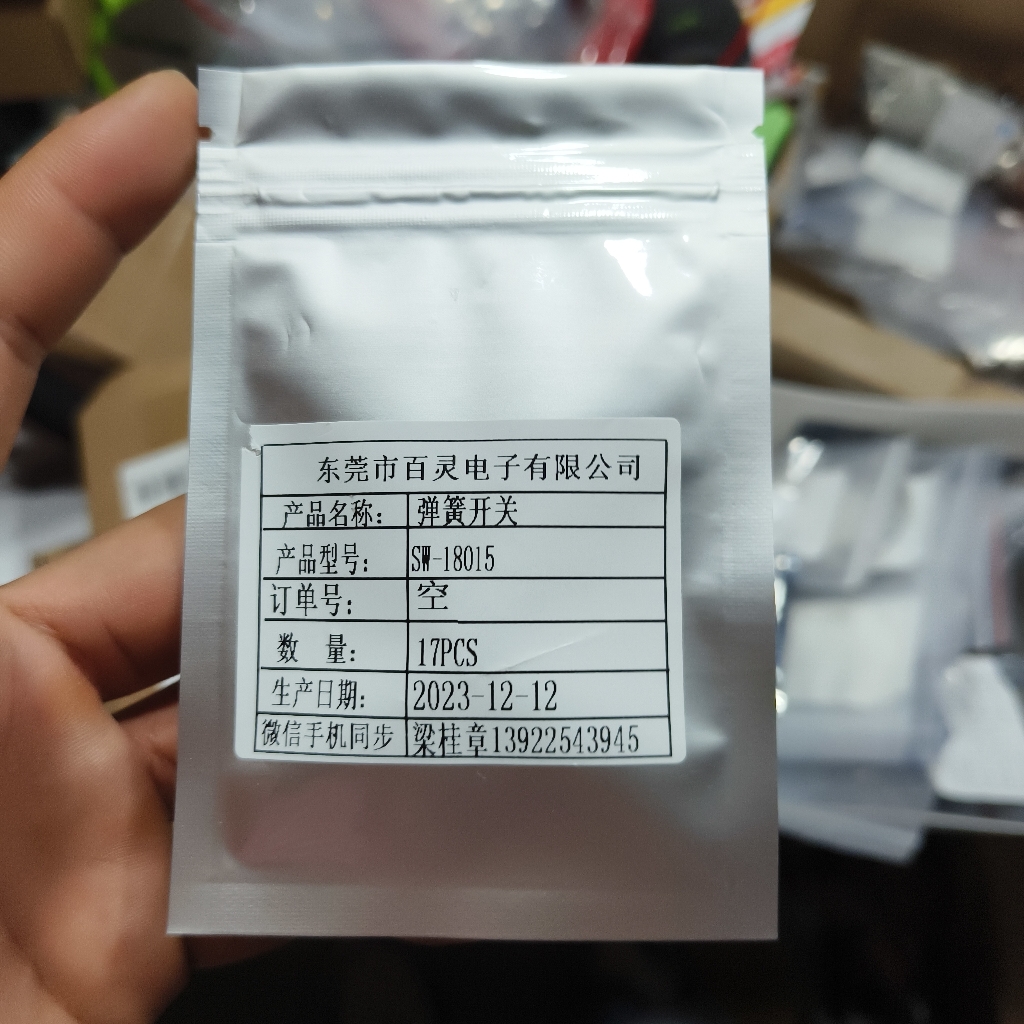 东莞市百灵电子有限公司
产品名称: 弹簧开关
产品型号: SW-18015
订单号: 空
数 量: 17PCS
生产日期: 2023-12-12
微信手机同步 梁桂章13922543945